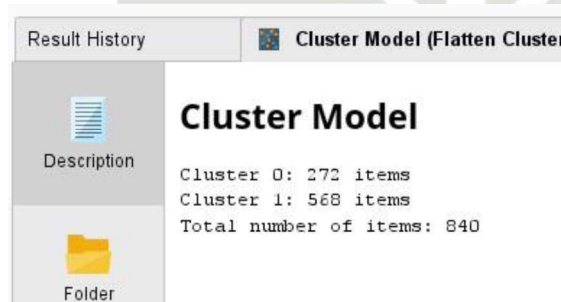 Result History
Cluster Model (Flatten Cluster
Description
Cluster Model
Cluster 0: 272 items
Cluster 1: 568 items
Total number of items: 840
Folder